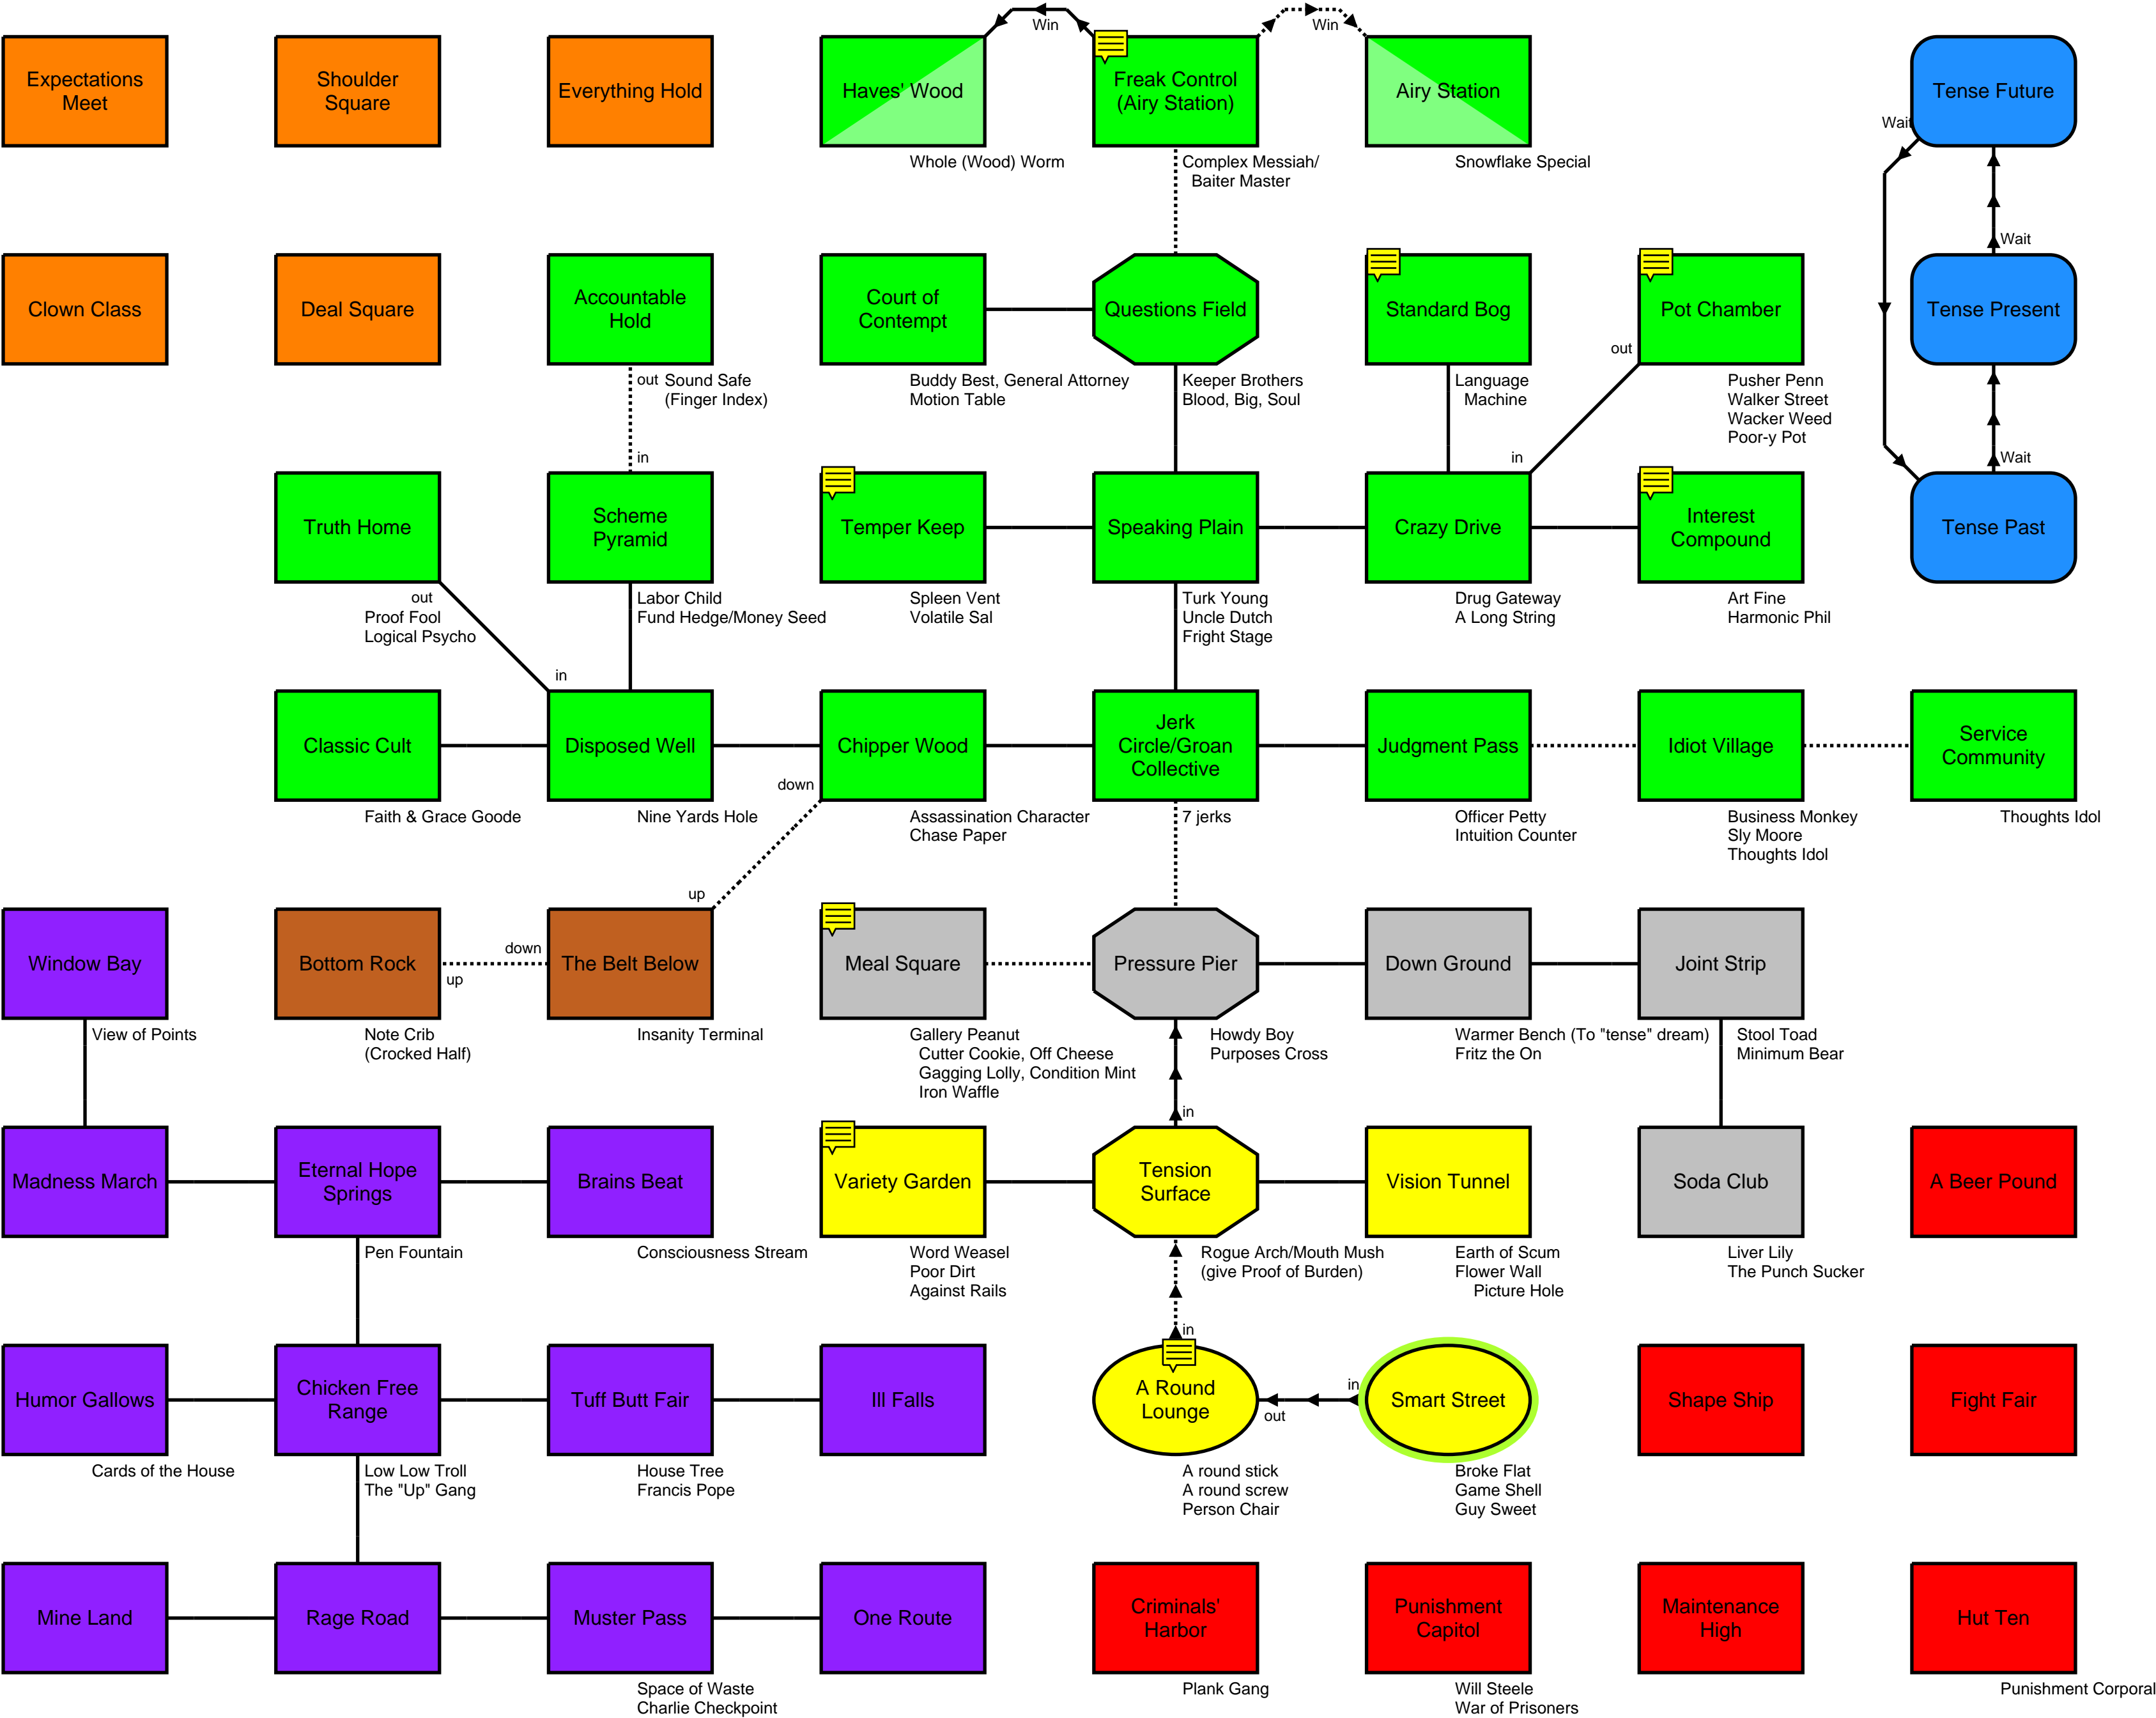 Win
Win
Expectations
Meet
Shoulder
Square
Everything Hold
Haves' Wood
Freak Control
(Airy Station)
Airy Station
Tense Future
Wait
Whole (Wood) Worm
Complex Messiah/
Baiter Master
Snowflake Special
Wait
Clown Class
Deal Square
Accountable
Hold
Court of
Contempt
Questions Field
Standard Bog
Pot Chamber
Tense Present
out
out
Sound Safe
(Finger Index)
Buddy Best, General Attorney
Motion Table
Keeper Brothers
Blood, Big, Soul
Language
Machine
Pusher Penn
Walker Street
Wacker Weed
Poor-y Pot
in
in
Wait
Truth Home
Scheme
Pyramid
Temper Keep
Speaking Plain
Crazy Drive
Interest
Compound
Tense Past
out
Proof Fool
Logical Psycho
Labor Child
Fund Hedge/Money Seed
Spleen Vent
Volatile Sal
Turk Young
Uncle Dutch
Fright Stage
Drug Gateway
A Long String
Art Fine
Harmonic Phil
in
Classic Cult
Disposed Well
Chipper Wood
Jerk
Circle/Groan
Collective
Judgment Pass
Idiot Village
Service
Community
down
Faith & Grace Goode
Nine Yards Hole
Assassination Character
Chase Paper
7 jerks
Officer Petty
Intuition Counter
Business Monkey
Sly Moore
Thoughts Idol
Thoughts Idol
up
Window Bay
Bottom Rock
down
up
The Belt Below
Meal Square
Pressure Pier
Down Ground
Joint Strip
View of Points
Note Crib
(Crocked Half)
Insanity Terminal
Gallery Peanut
Cutter Cookie, Off Cheese
Gagging Lolly, Condition Mint
Iron Waffle
Howdy Boy
Purposes Cross
Warmer Bench (To "tense" dream)
Fritz the On
Stool Toad
Minimum Bear
in
Madness March
Eternal Hope
Springs
Brains Beat
Variety Garden
Tension
Surface
Vision Tunnel
Soda Club
A Beer Pound
Pen Fountain
Consciousness Stream
Word Weasel
Poor Dirt
Against Rails
Rogue Arch/Mouth Mush
(give Proof of Burden)
Earth of Scum
Flower Wall
Picture Hole
Liver Lily
The Punch Sucker
in
Humor Gallows
Chicken Free
Range
Tuff Butt Fair
Ill Falls
A Round
Lounge
in
out
Smart Street
Shape Ship
Fight Fair
Cards of the House
Low Low Troll
The "Up" Gang
House Tree
Francis Pope
A round stick
A round screw
Person Chair
Broke Flat
Game Shell
Guy Sweet
Mine Land
Rage Road
Muster Pass
One Route
Criminals'
Harbor
Punishment
Capitol
Maintenance
High
Hut Ten
Space of Waste
Charlie Checkpoint
Plank Gang
Will Steele
War of Prisoners
Punishment Corporal